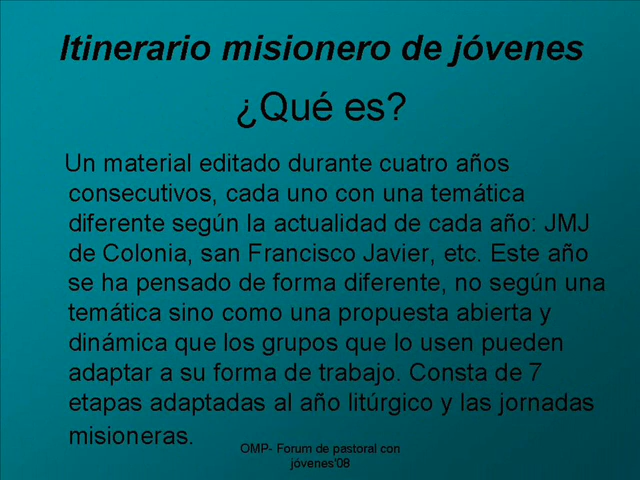 Itinerario misionero de jóvenes
¿Qué es?
Un material editado durante cuatro años
consecutivos, cada uno con una temática
diferente según la actualidad de cada año: JMJ
de Colonia, san Francisco Javier, etc. Este año
se ha pensado de forma diferente, no según una
temática sino como una propuesta abierta y
dinámica que los grupos que lo usen pueden
adaptar a su forma de trabajo. Consta de 7
etapas adaptadas al año litúrgico y las jornadas
misioneras.
OMP- Forum de pastoral con
jóvenes'08